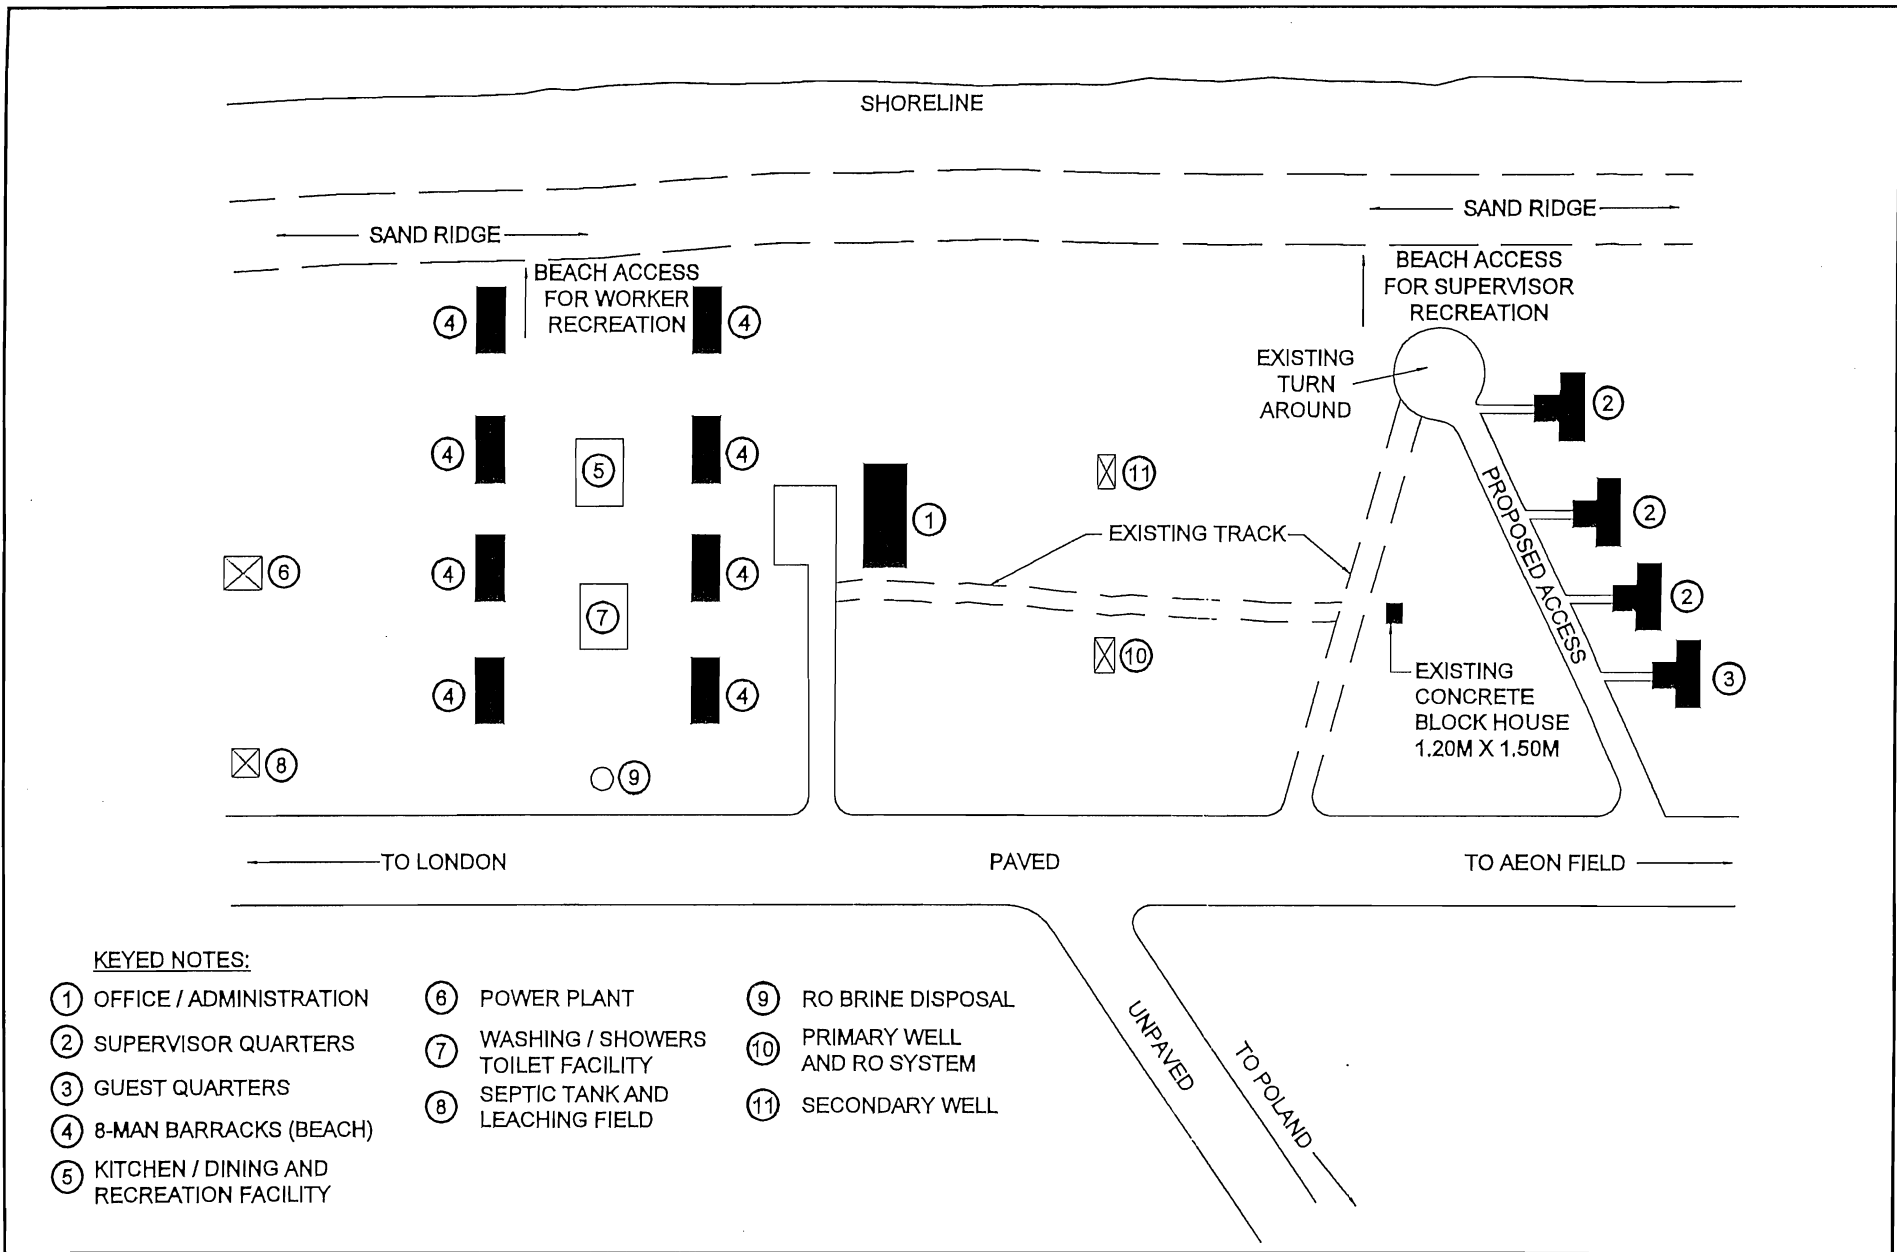 SHORELINE
SAND RIDGE
SAND RIDGE
BEACH ACCESS
FOR WORKER
RECREATION
BEACH ACCESS
FOR SUPERVISOR
RECREATION
4
4
EXISTING
TURN
AROUND
2
4
5
4
11
1
2
PROPOSED ACCESS
EXISTING TRACK
6
4
4
7
2
10
4
4
EXISTING
CONCRETE
BLOCK HOUSE
1.20M X 1.50M
3
8
9
TO LONDON
PAVED
TO AEON FIELD
UNPAVED
TO POLAND
KEYED NOTES:
1 OFFICE / ADMINISTRATION
2 SUPERVISOR QUARTERS
3 GUEST QUARTERS
4 8-MAN BARRACKS (BEACH)
5 KITCHEN / DINING AND
RECREATION FACILITY
6 POWER PLANT
7 WASHING / SHOWERS
TOILET FACILITY
8 SEPTIC TANK AND
LEACHING FIELD
9 RO BRINE DISPOSAL
10 PRIMARY WELL
AND RO SYSTEM
11 SECONDARY WELL